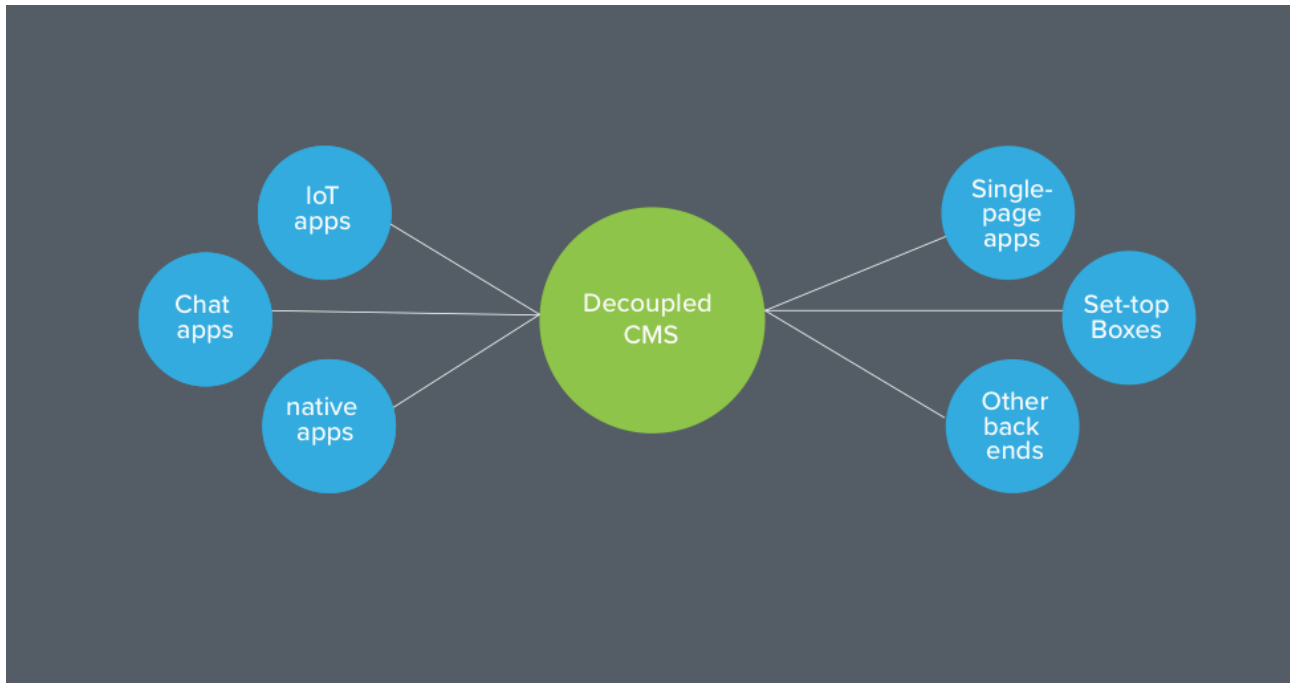 IoT
apps
Chat
apps
native
apps
Decoupled
CMS
Single-
page
apps
Set-top
Boxes
Other
back
ends